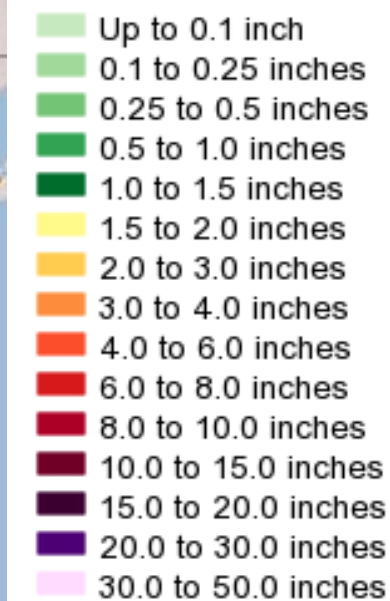 Up to 0.1 inch
0.1 to 0.25 inches
0.25 to 0.5 inches
0.5 to 1.0 inches
1.0 to 1.5 inches
1.5 to 2.0 inches
2.0 to 3.0 inches
3.0 to 4.0 inches
4.0 to 6.0 inches
6.0 to 8.0 inches
8.0 to 10.0 inches
10.0 to 15.0 inches
15.0 to 20.0 inches
20.0 to 30.0 inches
30.0 to 50.0 inches